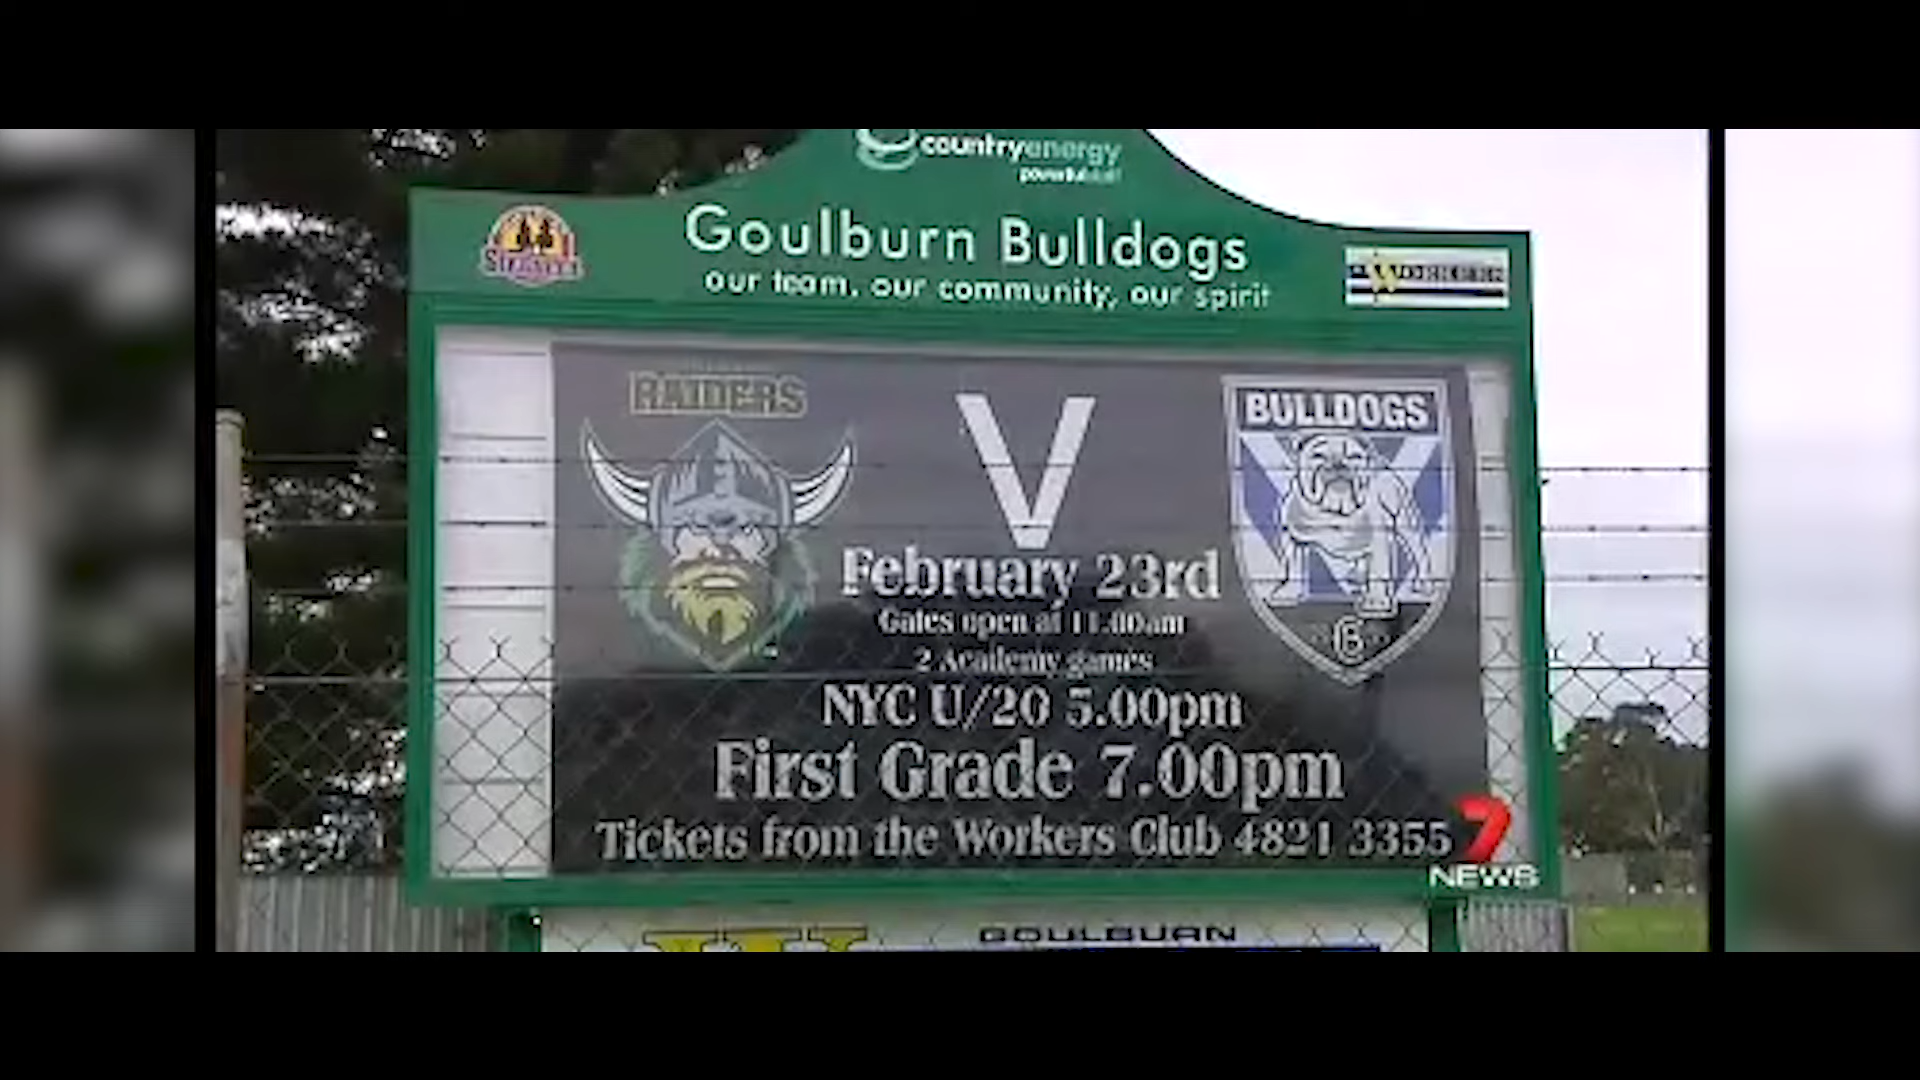 countryenergy
Goulburn Bulldogs
our team, our community, our spirit
RAIDERS
V
BULLDOGS
February 23rd
Gates open at 11.00am
2 Academy games
NYC U/20 5.00pm
First Grade 7.00pm
Tickets from the Workers Club 4821 3355
7
NEWS
GOULBURN